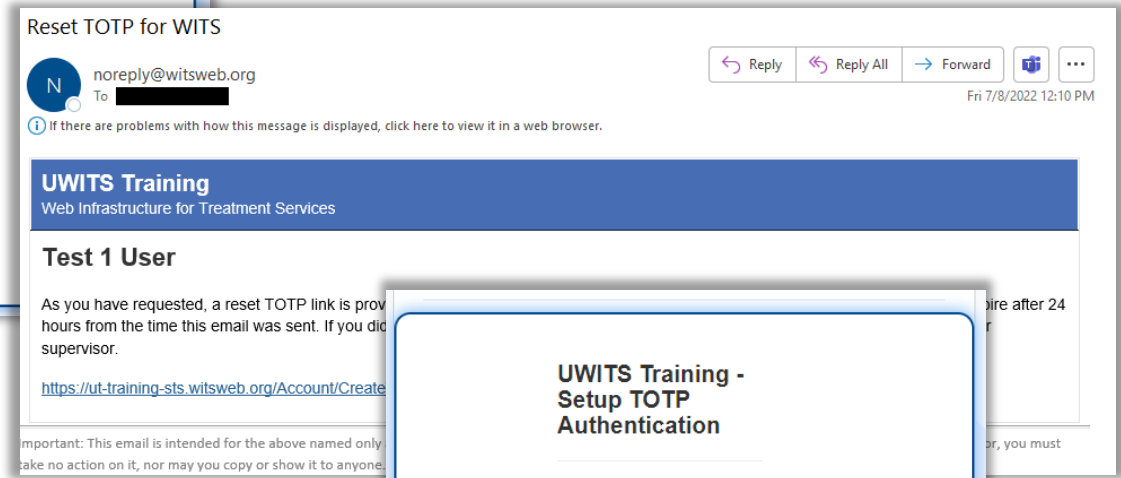 Reset TOTP for WITS
N
noreply@witsweb.org
To
Reply
Reply All
Forward
Fri 7/8/2022 12:10 PM
If there are problems with how this message is displayed, click here to view it in a web browser.
UWITS Training
Web Infrastructure for Treatment Services
Test 1 User
As you have requested, a reset TOTP link is prov
after 24
hours from the time this email was sent. If you did
supervisor.
https://ut-training-sts.witsweb.org/Account/Create
UWITS Training -
Setup TOTP
Authentication
Important: This email is intended for the above named only
or, you must
take no action on it, nor may you copy or show it to anyone.